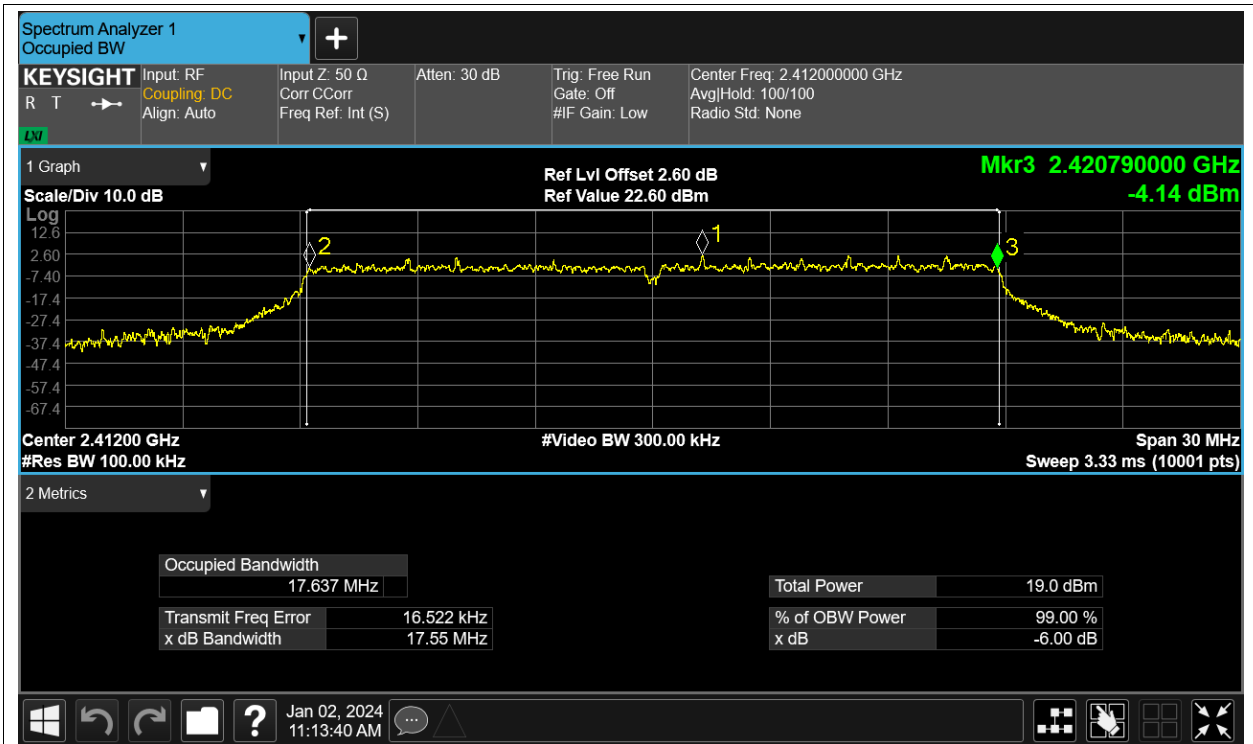 Spectrum Analyzer 1
Occupied BW
KEYSIGHT
R T
LXI
Input: RF
Coupling: DC
Align: Auto
Input Z: 50 Ω
Corr CCorr
Freq Ref: Int (S)
Atten: 30 dB
Trig: Free Run
Gate: Off
#IF Gain: Low
Center Freq: 2.412000000 GHz
Avg|Hold: 100/100
Radio Std: None
1 Graph
Scale/Div 10.0 dB
Ref Lvl Offset 2.60 dB
Ref Value 22.60 dBm
Mkr3 2.420790000 GHz
-4.14 dBm
Log
12.6
2.60
-7.40
-17.4
-27.4
-37.4
-47.4
-57.4
-67.4
2
1
3
Center 2.41200 GHz
#Res BW 100.00 kHz
#Video BW 300.00 kHz
Span 30 MHz
Sweep 3.33 ms (10001 pts)
2 Metrics
Occupied Bandwidth
17.637 MHz
Transmit Freq Error 16.522 kHz
x dB Bandwidth 17.55 MHz
Total Power 19.0 dBm
% of OBW Power 99.00 %
x dB -6.00 dB
?
Jan 02, 2024
11:13:40 AM